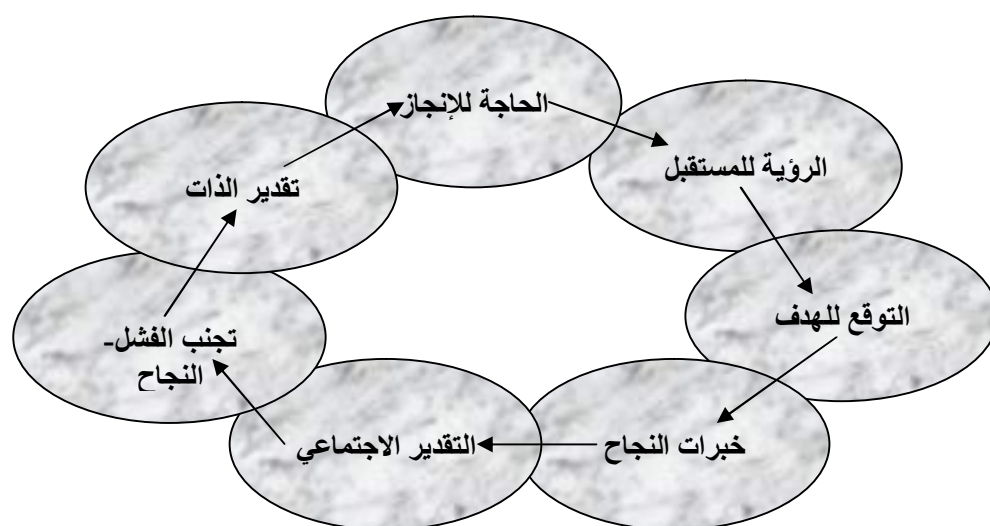 الحاجة للإنجاز
الرؤية للمستقبل
التوقع للهدف
خبرات النجاح
التقدير الاجتماعي
تجنب الفشل-
النجاح
تقدير الذات